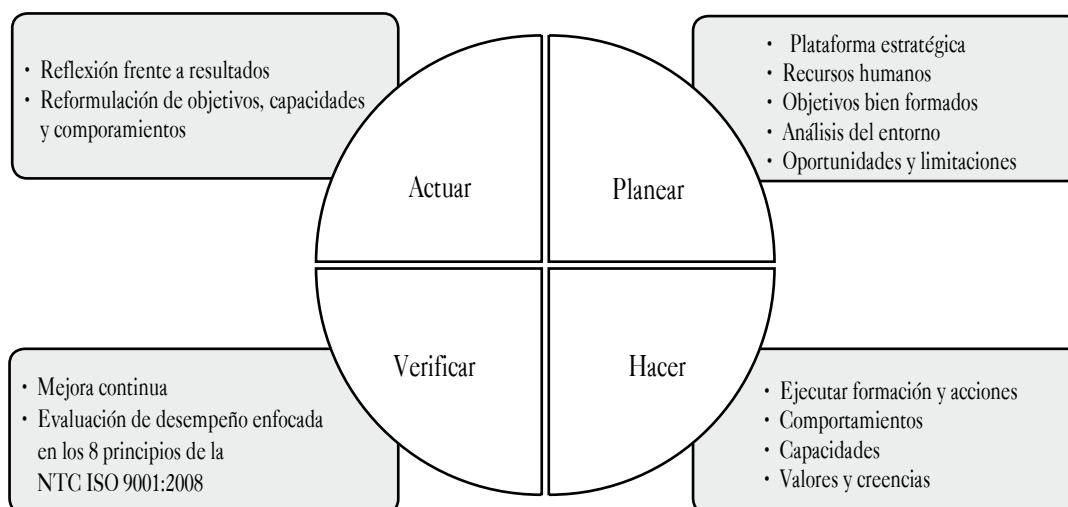 • Reflexión frente a resultados
• Reformulación de objetivos, capacidades
y comporamientos
• Plataforma estratégica
• Recursos humanos
• Objetivos bien formados
• Análisis del entorno
• Oportunidades y limitaciones
Actuar
Planear
Verificar
Hacer
• Mejora continua
• Evaluación de desempeño enfocada
en los 8 principios de la
NTC ISO 9001:2008
• Ejecutar formación y acciones
• Comportamientos
• Capacidades
• Valores y creencias